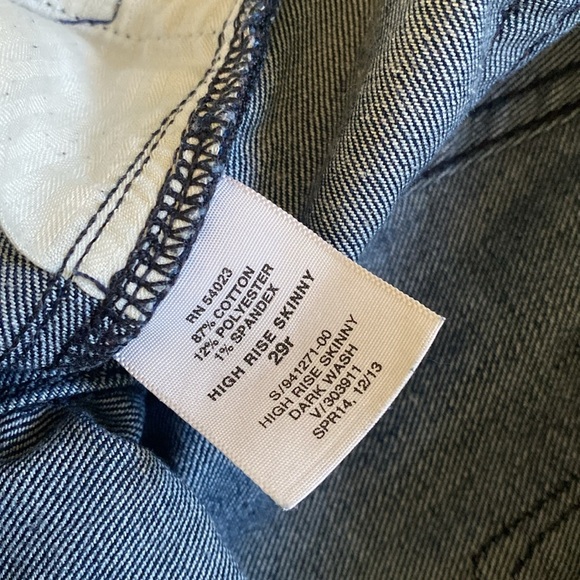 RN 54023
87% COTTON
12% POLYESTER
1% SPANDEX
HIGH RISE SKINNY
29r
S/941271-00
HIGH RISE SKINNY
DARK WASH
V/303911
SPR14, 12/13